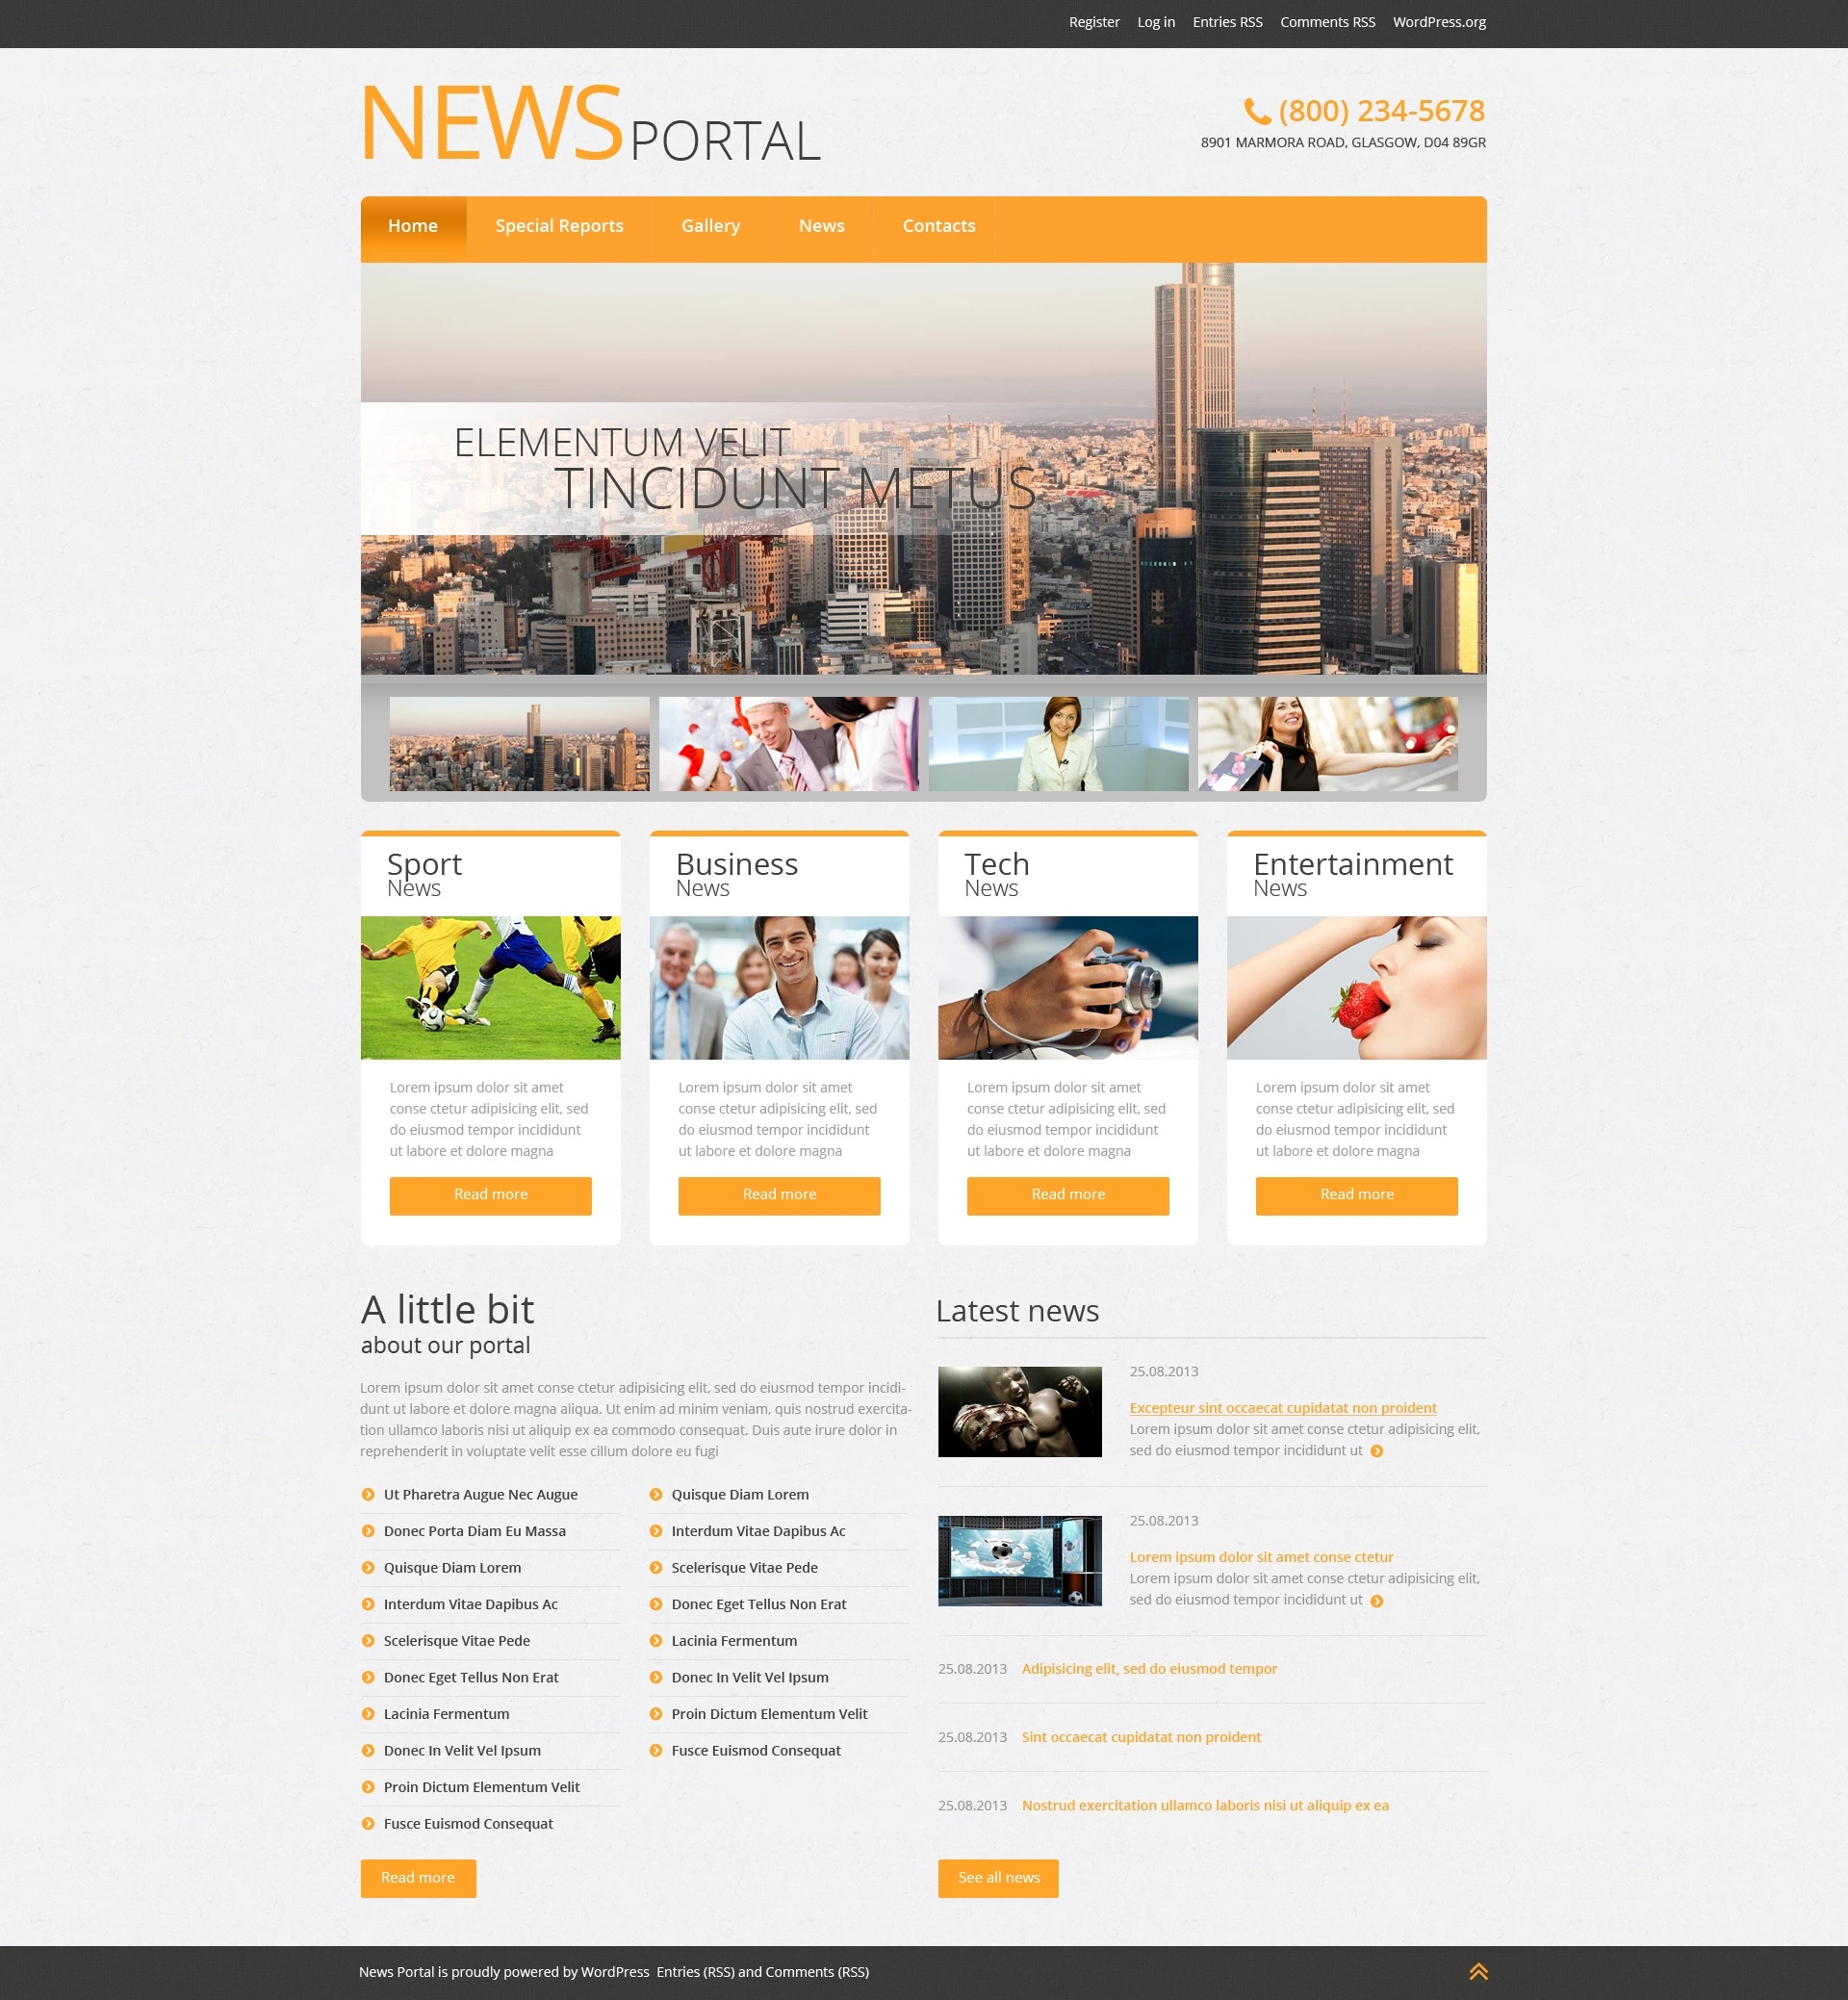 Register Log in Entries RSS Comments RSS WordPress.org
NEWS PORTAL
(800) 234-5678
8901 MARMORA ROAD, GLASGOW, D04 89GR
Home Special Reports Gallery News Contacts
ELEMENTUM VELIT
TINCIDUNT METUS
Sport
News
Lorem ipsum dolor sit amet
conse ctetur adipisicing elit, sed
do eiusmod tempor incididunt
ut labore et dolore magna
Read more
Business
News
Lorem ipsum dolor sit amet
conse ctetur adipisicing elit, sed
do eiusmod tempor incididunt
ut labore et dolore magna
Read more
Tech
News
Lorem ipsum dolor sit amet
conse ctetur adipisicing elit, sed
do eiusmod tempor incididunt
ut labore et dolore magna
Read more
Entertainment
News
Lorem ipsum dolor sit amet
conse ctetur adipisicing elit, sed
do eiusmod tempor incididunt
ut labore et dolore magna
Read more
A little bit
about our portal
Lorem ipsum dolor sit amet conse ctetur adipisicing elit, sed do eiusmod tempor incidi-
dunt ut labore et dolore magna aliqua. Ut enim ad minim veniam, quis nostrud exercita-
tion ullamco laboris nisi ut aliquip ex ea commodo consequat. Duis aute irure dolor in
reprehenderit in voluptate velit esse cillum dolore eu fugi
Ut Pharetra Augue Nec Augue
Donec Porta Diam Eu Massa
Quisque Diam Lorem
Interdum Vitae Dapibus Ac
Scelerisque Vitae Pede
Donec Eget Tellus Non Erat
Lacinia Fermentum
Donec In Velit Vel Ipsum
Proin Dictum Elementum Velit
Fusce Euismod Consequat
Quisque Diam Lorem
Interdum Vitae Dapibus Ac
Scelerisque Vitae Pede
Donec Eget Tellus Non Erat
Lacinia Fermentum
Donec In Velit Vel Ipsum
Proin Dictum Elementum Velit
Fusce Euismod Consequat
Read more
Latest news
25.08.2013
Excepteur sint occaecat cupidatat non proident
Lorem ipsum dolor sit amet conse ctetur adipisicing elit,
sed do eiusmod tempor incididunt ut
25.08.2013
Lorem ipsum dolor sit amet conse ctetur
Lorem ipsum dolor sit amet conse ctetur adipisicing elit,
sed do eiusmod tempor incididunt ut
25.08.2013 Adipisicing elit, sed do eiusmod tempor
25.08.2013 Sint occaecat cupidatat non proident
25.08.2013 Nostrud exercitation ullamco laboris nisi ut aliquip ex ea
See all news
News Portal is proudly powered by WordPress Entries (RSS) and Comments (RSS)